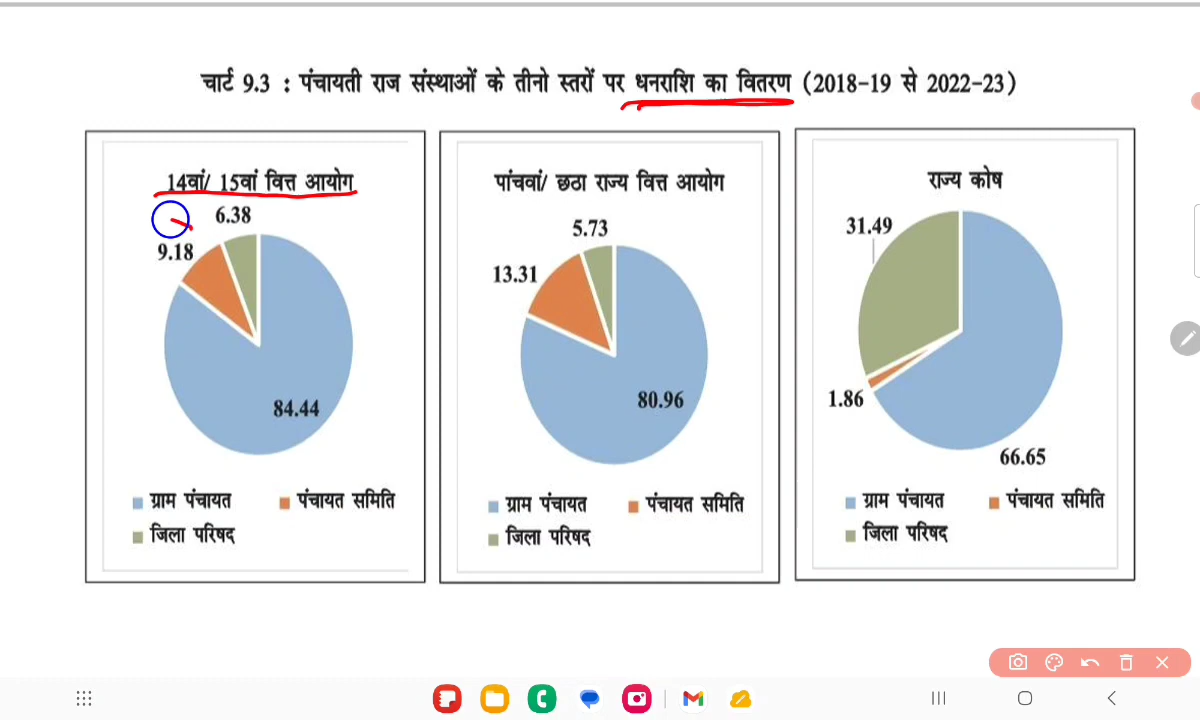 चार्ट 9.3 : पंचायती राज संस्थाओं के तीनो स्तरों पर धनराशि का वितरण (2018-19 से 2022-23)
14वां/ 15वां वित्त आयोग
6.38
9.18
84.44
ग्राम पंचायत
पंचायत समिति
जिला परिषद
पांचवां/ छठा राज्य वित्त आयोग
5.73
13.31
80.96
ग्राम पंचायत
पंचायत समिति
जिला परिषद
राज्य कोष
31.49
1.86
66.65
ग्राम पंचायत
पंचायत समिति
जिला परिषद